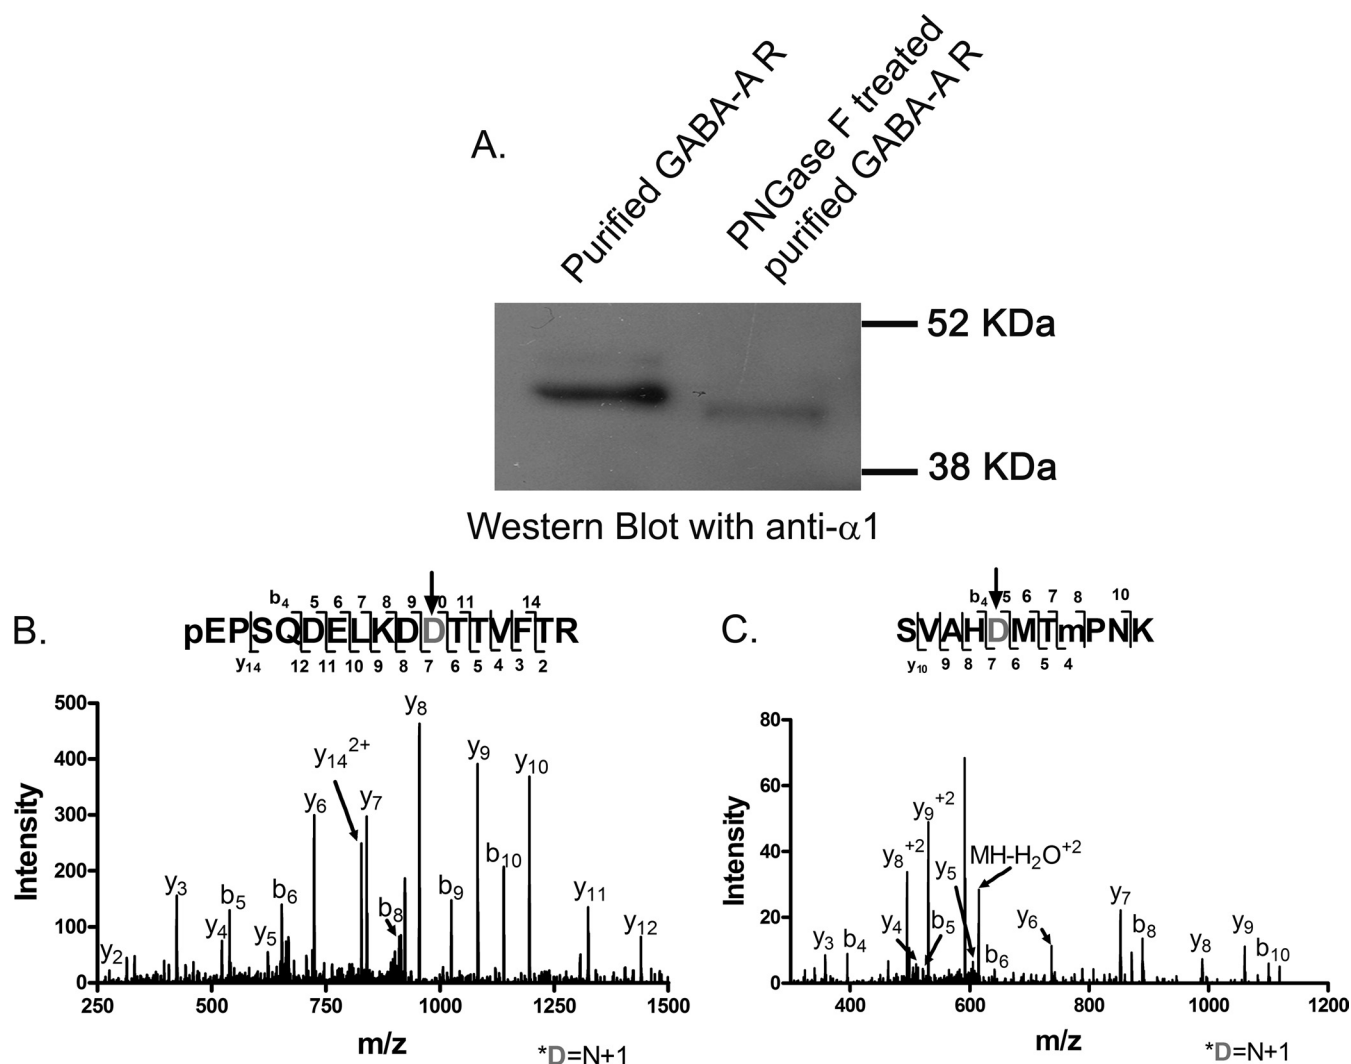 A.
Purified GABA-A R
PNGase F treated
purified GABA-A R
52 KDa
38 KDa
Western Blot with anti-α1
B.
b4 5 6 7 8 9 0 11 14
pEPSQDELKDDTTVFTR
y14 12 11 10 9 8 7 6 5 4 3 2
Intensity
500
400
300
200
100
0
y2
y3
y4
b5
y5
b6
y6
y14 2+
y7
b8
y8
b9
y9
b10
y10
y11
y12
250 500 750 1000 1250 1500
m/z
*D=N+1
C.
b4 5 6 7 8 10
SVAHDMTmPNK
y10 9 8 7 6 5 4
Intensity
80
60
40
20
0
y3
b4
y4
y8+2
y9+2
b5
y5
MH-H2O+2
b6
y6
y7
b8
y8
y9
b10
400 600 800 1000 1200
m/z
*D=N+1